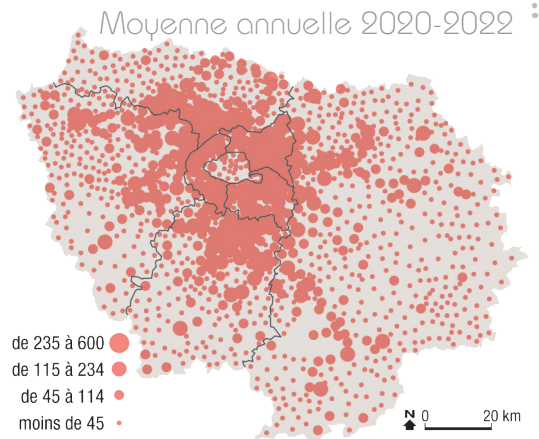 Moyenne annuelle 2020-2022
de 235 à 600
de 115 à 234
de 45 à 114
moins de 45
N 0 20 km